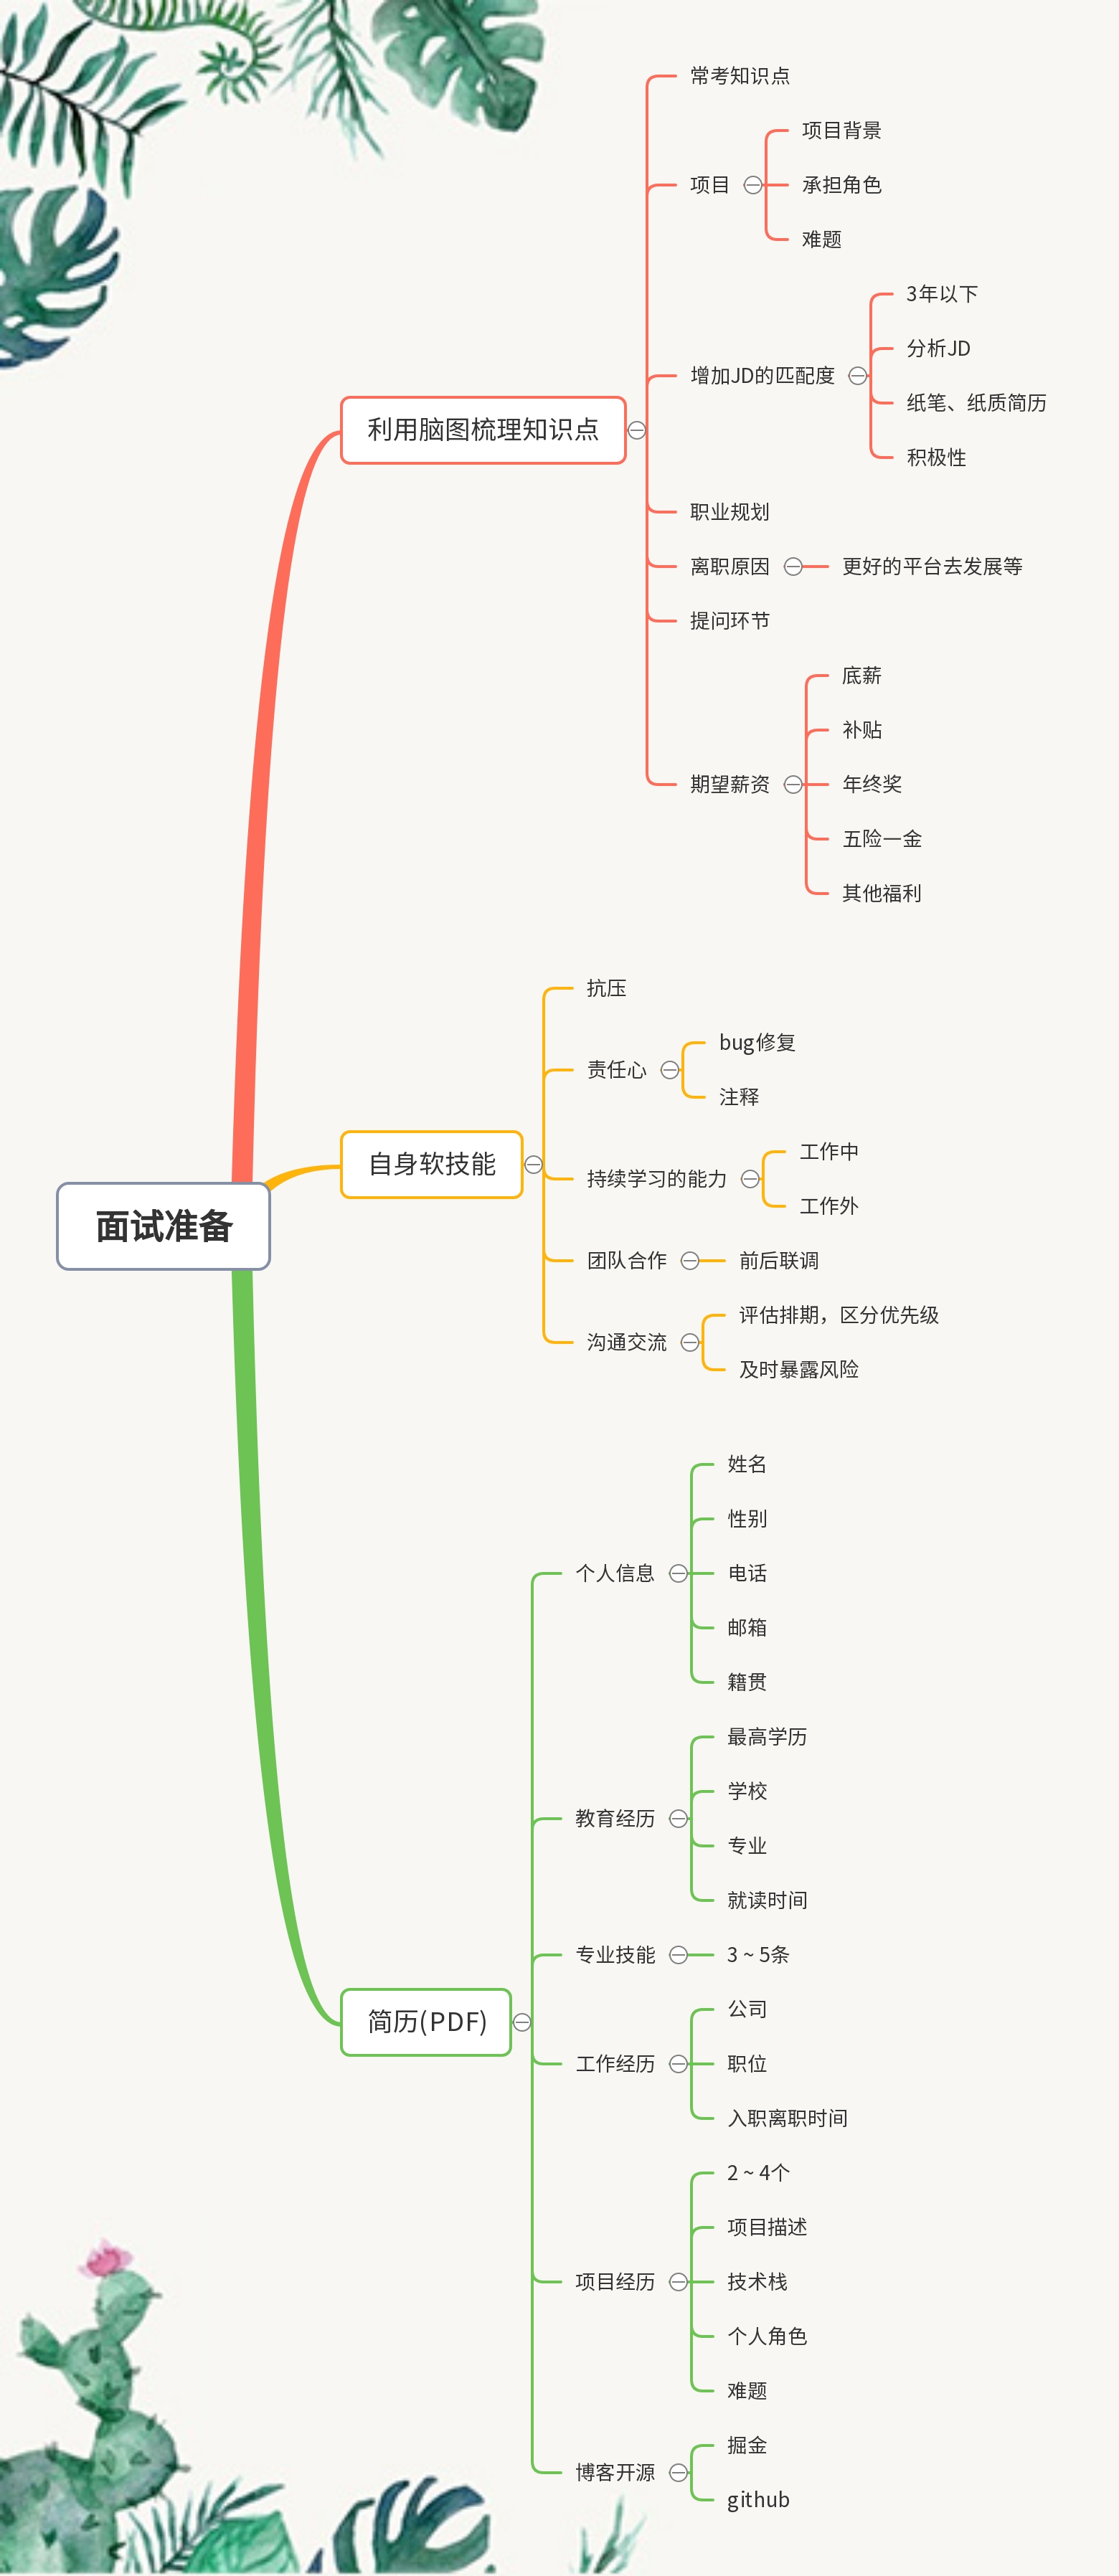 面试准备
利用脑图梳理知识点
常考知识点
项目
项目背景
承担角色
难题
增加JD的匹配度
3年以下
分析JD
纸笔、纸质简历
积极性
职业规划
离职原因
更好的平台去发展等
提问环节
期望薪资
底薪
补贴
年终奖
五险一金
其他福利
自身软技能
抗压
责任心
bug修复
注释
持续学习的能力
工作中
工作外
团队合作
前后联调
沟通交流
评估排期，区分优先级
及时暴露风险
简历(PDF)
个人信息
姓名
性别
电话
邮箱
籍贯
教育经历
最高学历
学校
专业
就读时间
专业技能
3 ~ 5条
工作经历
公司
职位
入职离职时间
项目经历
2 ~ 4个
项目描述
技术栈
个人角色
难题
博客开源
掘金
github